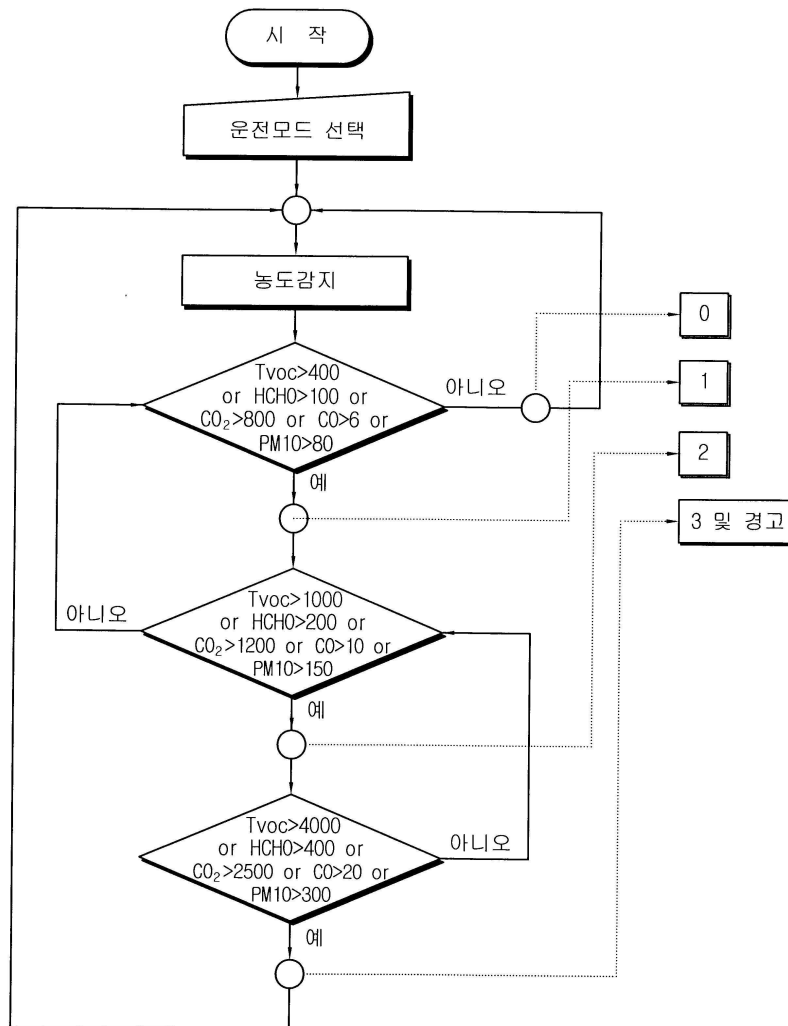 시 작
운전모드 선택
농도감지
Tvoc>400
or HCHO>100 or
CO₂>800 or CO>6 or
PM10>80
아니오
예
0
1
2
3 및 경고
Tvoc>1000
or HCHO>200 or
CO₂>1200 or CO>10 or
PM10>150
아니오
예
Tvoc>4000
or HCHO>400 or
CO₂>2500 or CO>20 or
PM10>300
아니오
예